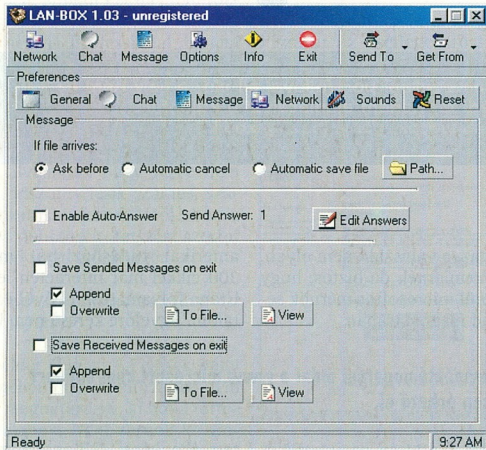 LAN-BOX 1.03 - unregistered
Network Chat Message Options Info Exit Send To Get From
Preferences
General Chat Message Network Sounds Reset
Message
If file arrives:
Ask before Automatic cancel Automatic save file Path...
Enable Auto-Answer Send Answer: 1 Edit Answers
Save Sended Messages on exit
Append
Overwrite To File... View
Save Received Messages on exit
Append
Overwrite To File... View
Ready 9:27 AM